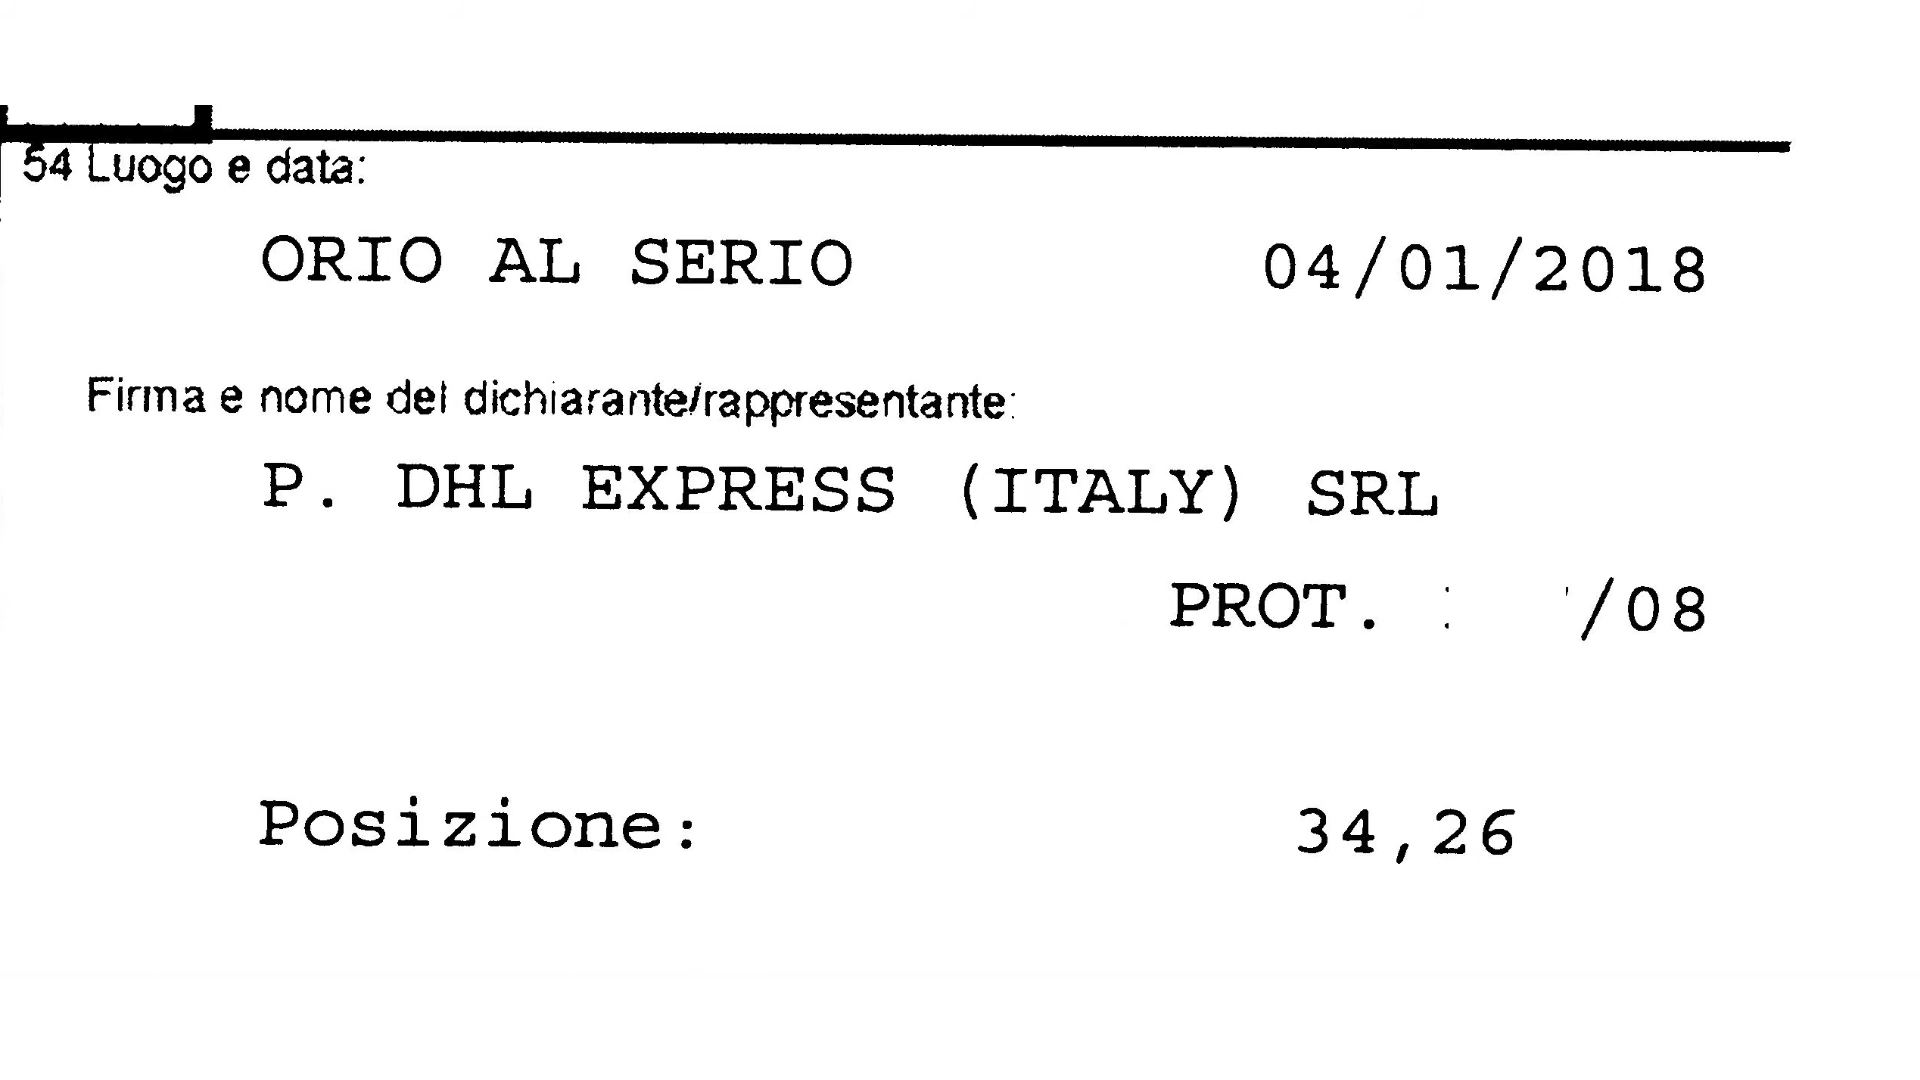 54 Luogo e data:
ORIO AL SERIO 04/01/2018
Firma e nome del dichiarante/rappresentante:
P. DHL EXPRESS (ITALY) SRL
PROT. /08
Posizione: 34,26